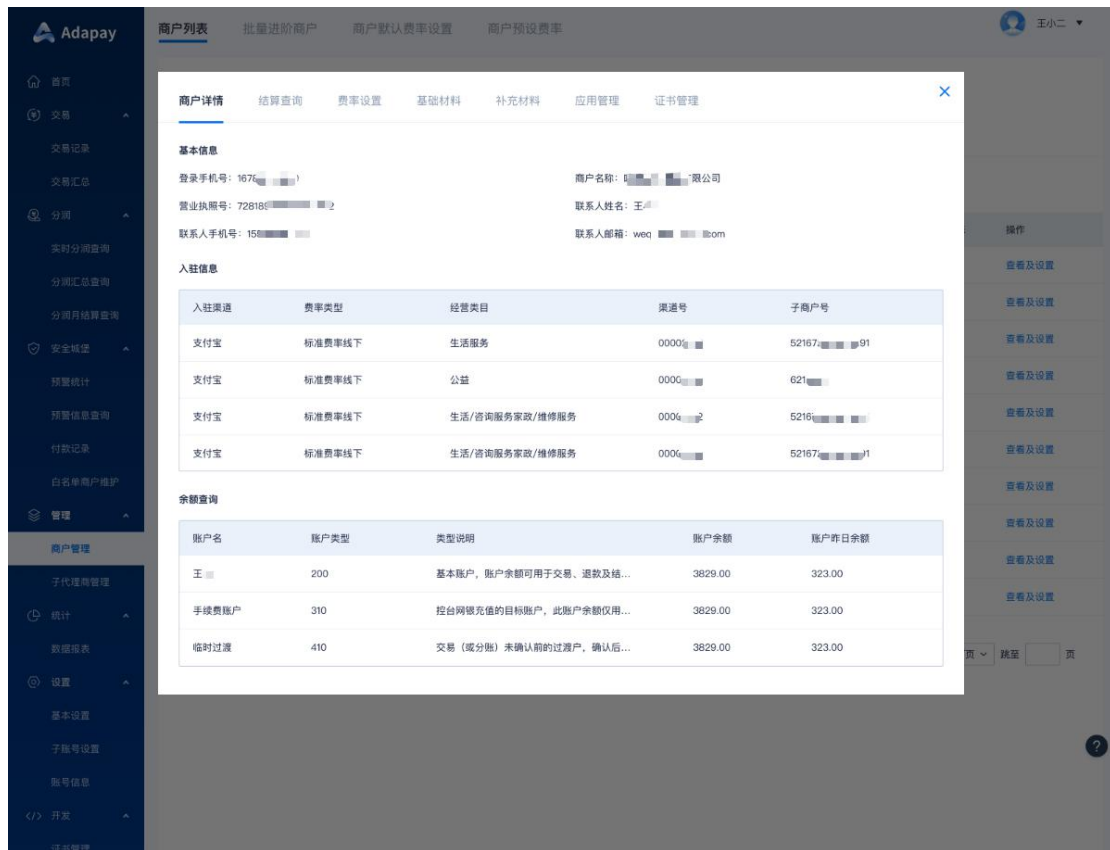 Adapay
商户列表 批量进阶商户 商户默认费率设置 商户预设费率 王小二
首页
交易
交易记录
交易汇总
分润
实时分润查询
分润汇总查询
分润月结算查询
安全城堡
预警统计
预警信息查询
付款记录
白名单商户维护
管理
商户管理
子代理商管理
统计
数据报表
设置
基本设置
子账号设置
账号信息
</> 开发
证书管理
商户详情 结算查询 费率设置 基础材料 补充材料 应用管理 证书管理 ×
基本信息
登录手机号: 1678 商户名称: 限公司
营业执照号: 728189 2 联系人姓名: 王
联系人手机号: 158 联系人邮箱: weq com
入驻信息
入驻渠道 费率类型 经营类目 渠道号 子商户号
支付宝 标准费率线下 生活服务 0000 52167 91
支付宝 标准费率线下 公益 0000 621
支付宝 标准费率线下 生活/咨询服务家政/维修服务 000 2 5216
支付宝 标准费率线下 生活/咨询服务家政/维修服务 0000 52167 1
余额查询
账户名 账户类型 类型说明 账户余额 账户昨日余额
王 200 基本账户，账户余额可用于交易、退款及结... 3829.00 323.00
手续费账户 310 控台网银充值的目标账户，此账户余额仅用... 3829.00 323.00
临时过渡 410 交易（或分账）未确认前的过渡户，确认后... 3829.00 323.00
操作
查看及设置
查看及设置
查看及设置
查看及设置
查看及设置
查看及设置
查看及设置
查看及设置
查看及设置
查看及设置
页 跳至 页
?